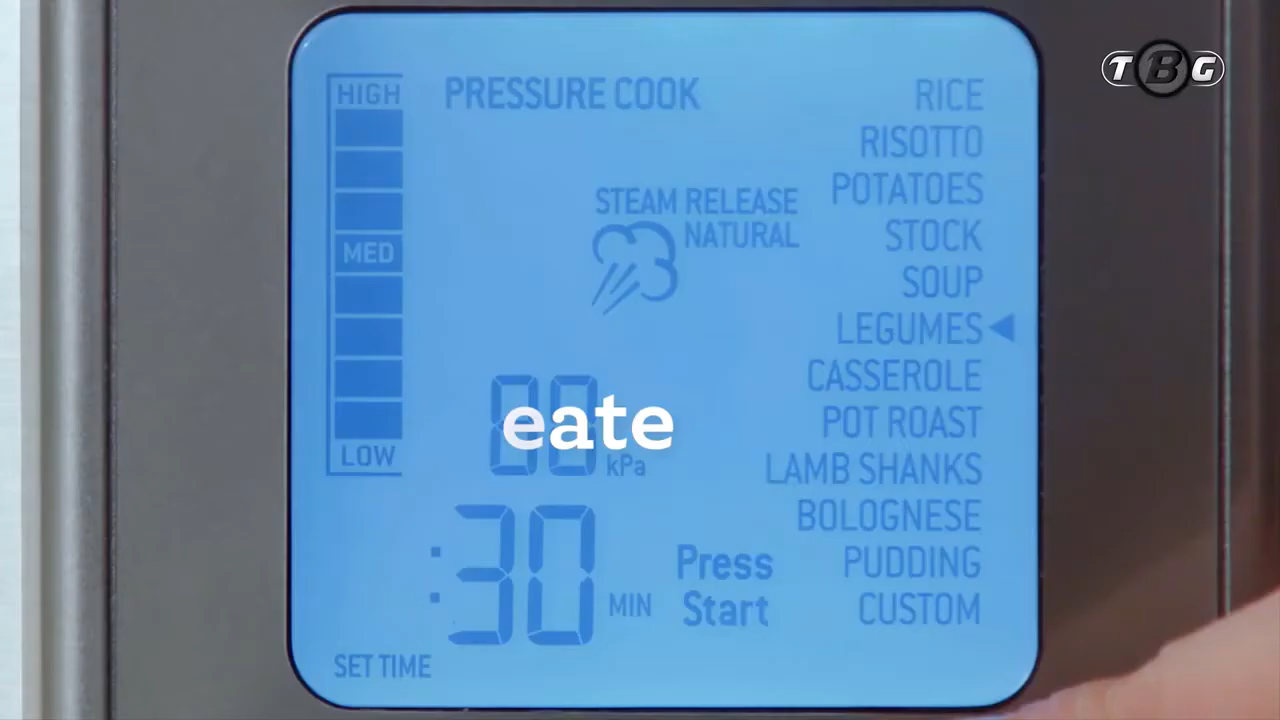 TBG
HIGH
MED
LOW
PRESSURE COOK
STEAM RELEASE
NATURAL
88
kPa
eate
:30
MIN
Press
Start
SET TIME
RICE
RISOTTO
POTATOES
STOCK
SOUP
LEGUMES
CASSEROLE
POT ROAST
LAMB SHANKS
BOLOGNESE
PUDDING
CUSTOM